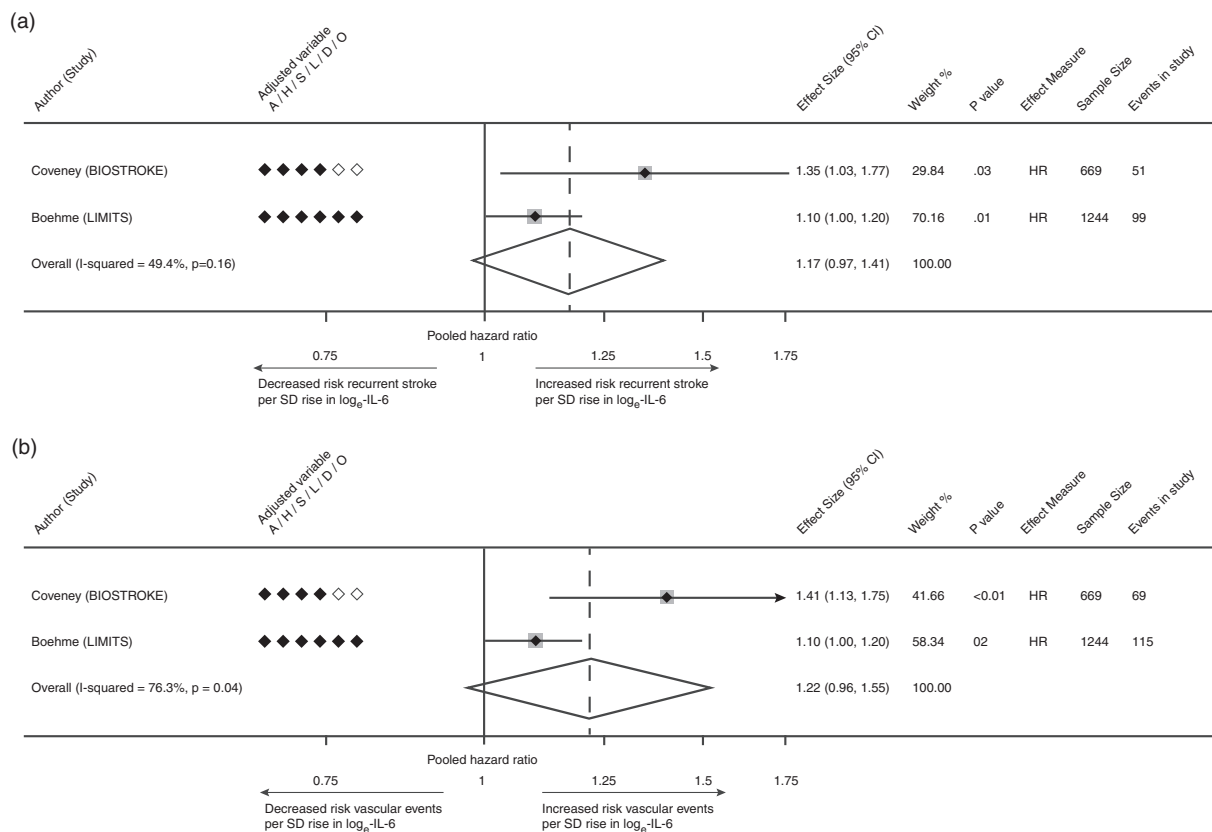 (a)
Author (Study)
Adjusted variable
A / H / S / L / D / O
Effect Size (95% CI)
Weight %
P value
Effect Measure
Sample Size
Events in study
Coveney (BIOSTROKE) 1.35 (1.03, 1.77) 29.84 .03 HR 669 51
Boehme (LIMITS) 1.10 (1.00, 1.20) 70.16 .01 HR 1244 99
Overall (I-squared = 49.4%, p=0.16) 1.17 (0.97, 1.41) 100.00
Pooled hazard ratio
0.75 1 1.25 1.5 1.75
Decreased risk recurrent stroke
per SD rise in logₑ-IL-6
Increased risk recurrent stroke
per SD rise in logₑ-IL-6
(b)
Author (Study)
Adjusted variable
A / H / S / L / D / O
Effect Size (95% CI)
Weight %
P value
Effect Measure
Sample Size
Events in study
Coveney (BIOSTROKE) 1.41 (1.13, 1.75) 41.66 <0.01 HR 669 69
Boehme (LIMITS) 1.10 (1.00, 1.20) 58.34 02 HR 1244 115
Overall (I-squared = 76.3%, p = 0.04) 1.22 (0.96, 1.55) 100.00
Pooled hazard ratio
0.75 1 1.25 1.5 1.75
Decreased risk vascular events
per SD rise in logₑ-IL-6
Increased risk vascular events
per SD rise in logₑ-IL-6